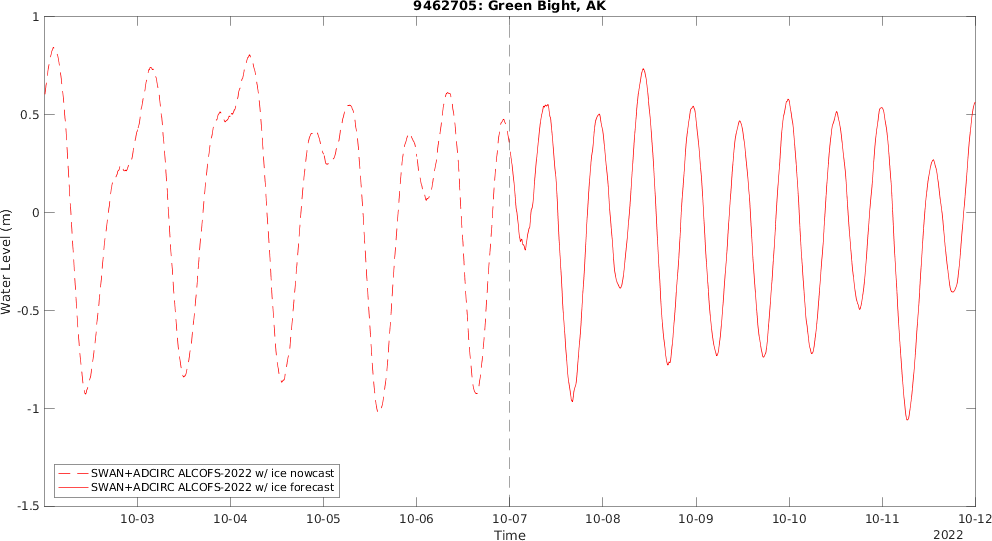 9462705: Green Bight, AK
1
0.5
0
-0.5
-1
-1.5
Water Level (m)
SWAN+ADCIRC ALCOFS-2022 w/ ice nowcast
SWAN+ADCIRC ALCOFS-2022 w/ ice forecast
10-03 10-04 10-05 10-06 10-07 10-08 10-09 10-10 10-11 10-12
Time
2022